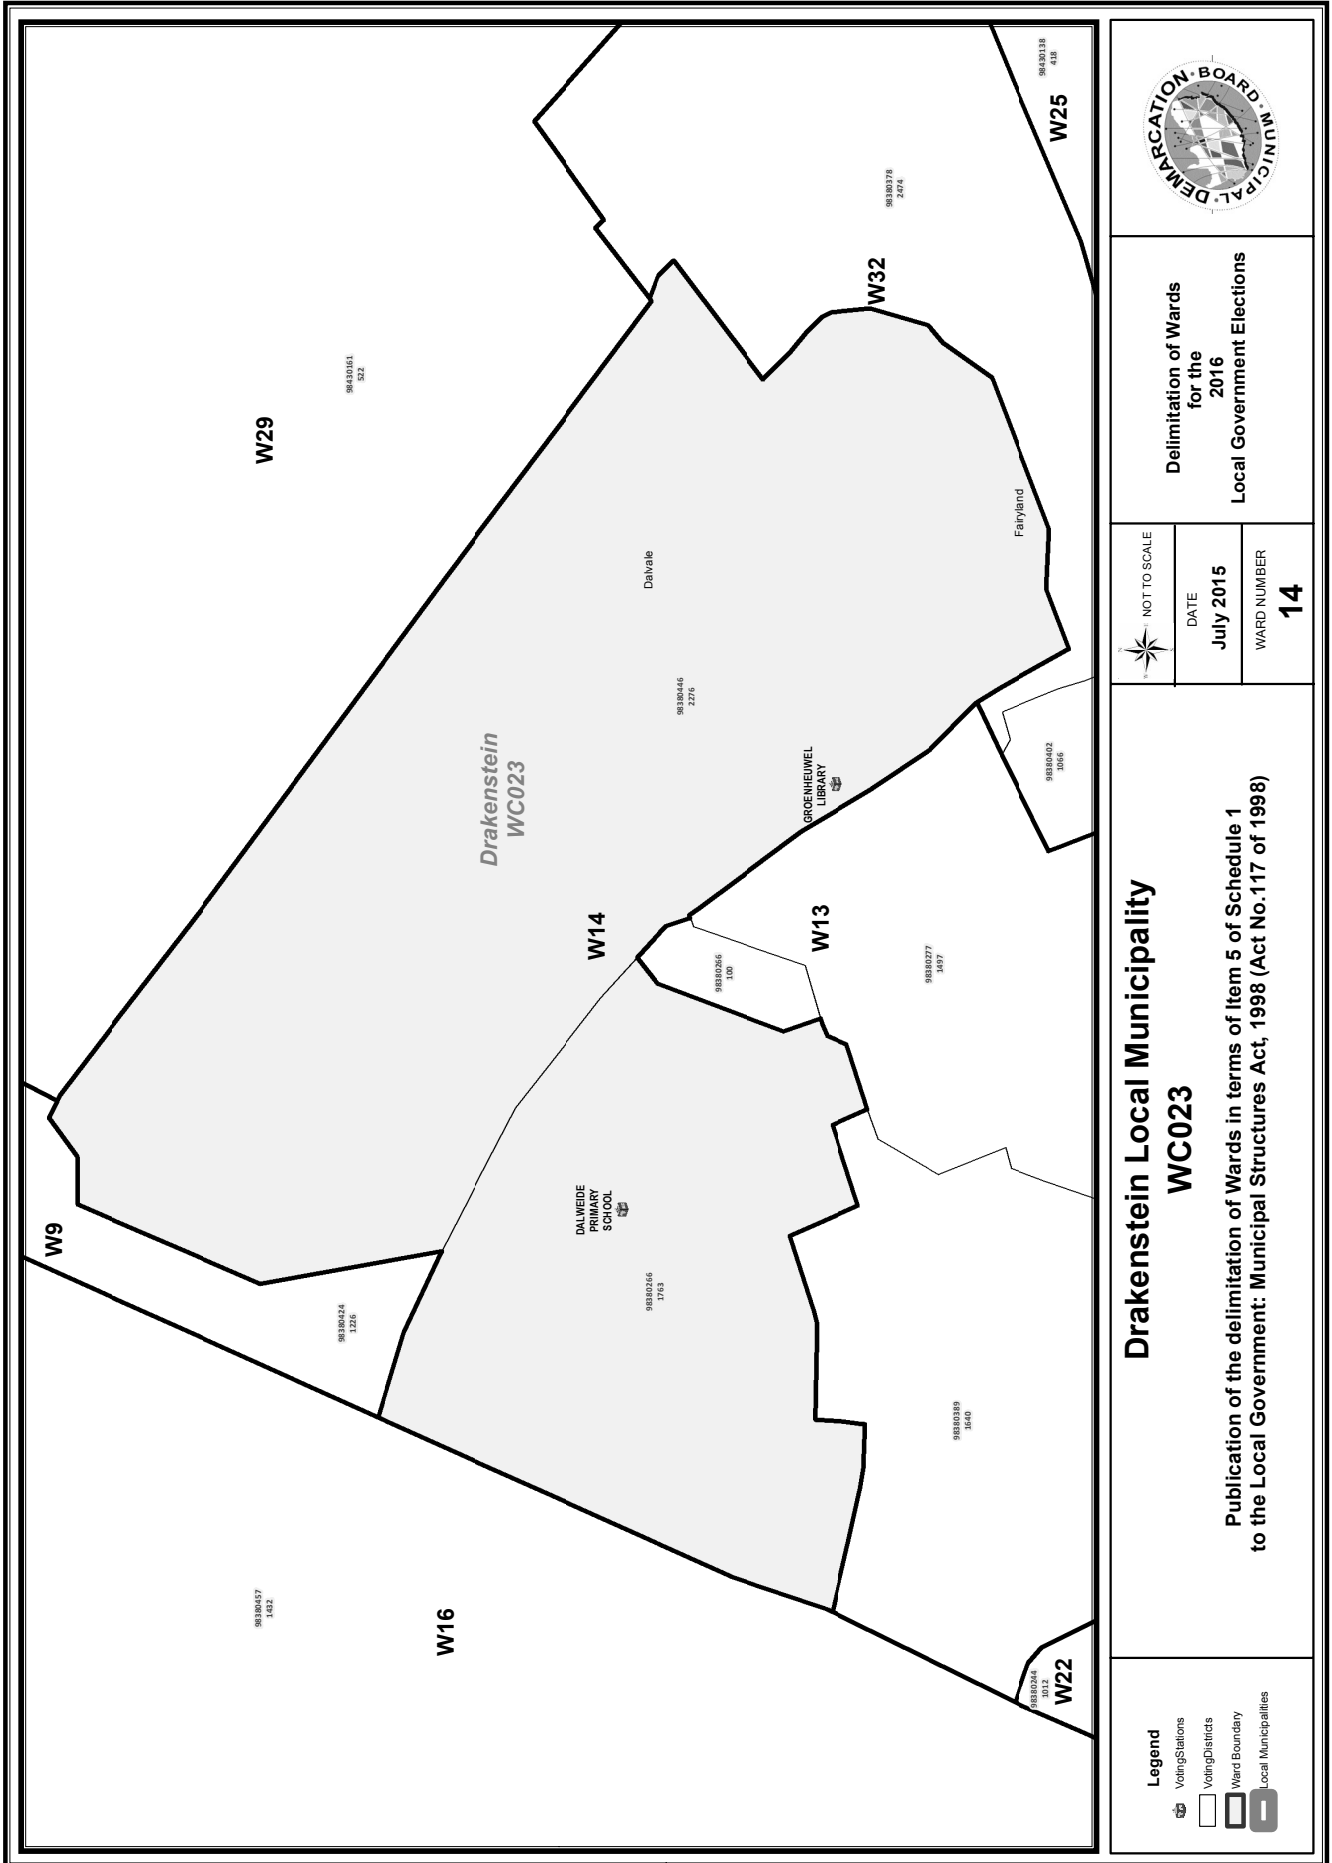 W29
98430161
522
98430138
418
W25
98380378
2474
W32
Fairyland
Dalvale
98380446
2276
Drakenstein
WC023
GROENHEUWEL
LIBRARY
98380402
1066
W14
W13
98380266
100
98380277
1497
W9
98380424
1226
DALWEIDE
PRIMARY
SCHOOL
98380266
1763
98380389
1640
98380457
1432
W16
98380244
1012
W22
Legend
VotingStations
VotingDistricts
Ward Boundary
Local Municipalities
Drakenstein Local Municipality
WC023
Publication of the delimitation of Wards in terms of Item 5 of Schedule 1
to the Local Government: Municipal Structures Act, 1998 (Act No.117 of 1998)
N
E
S
W
NOT TO SCALE
DATE
July 2015
WARD NUMBER
14
Delimitation of Wards
for the
2016
Local Government Elections
MUNICIPAL · DEMARCATION · BOARD ·